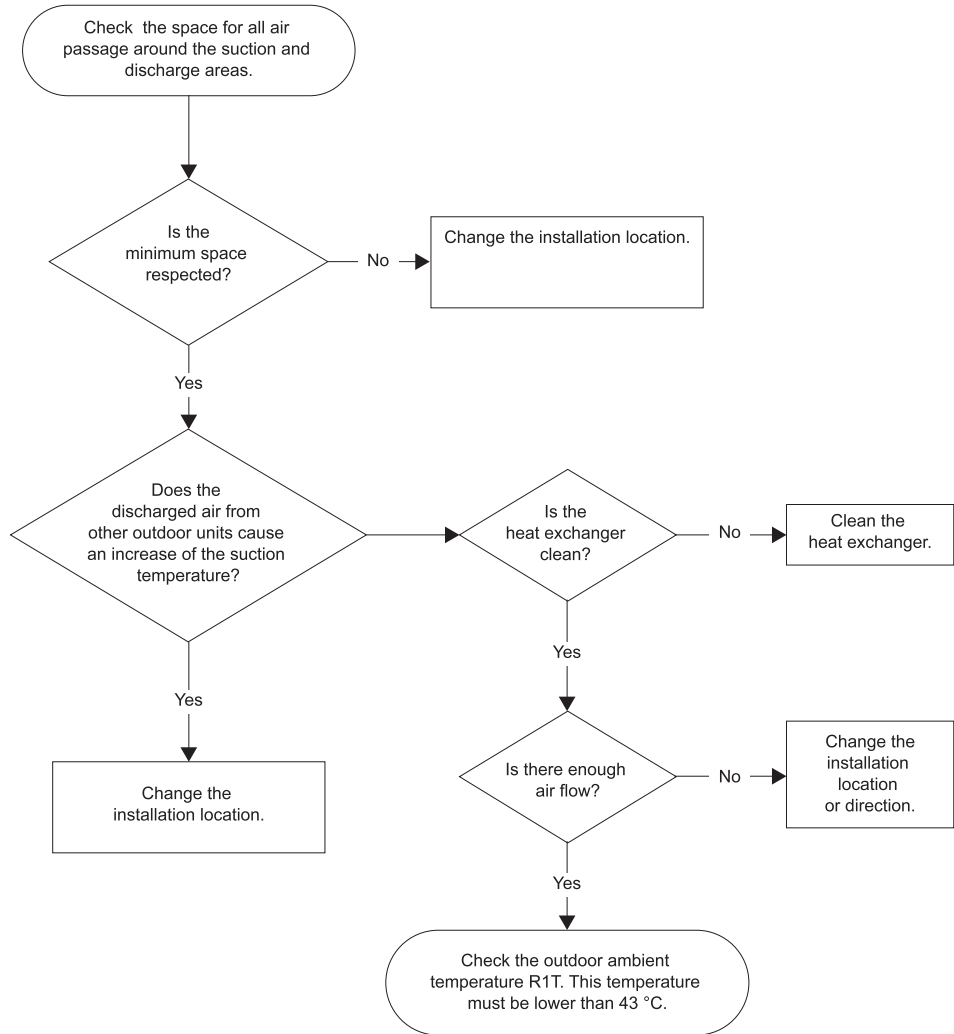 Check the space for all air
passage around the suction and
discharge areas.
Is the
minimum space
respected?
No
Change the installation location.
Yes
Does the
discharged air from
other outdoor units cause
an increase of the suction
temperature?
Is the
heat exchanger
clean?
No
Clean the
heat exchanger.
Yes
Yes
Change the
installation location.
Is there enough
air flow?
No
Change the
installation
location
or direction.
Yes
Check the outdoor ambient
temperature R1T. This temperature
must be lower than 43 °C.